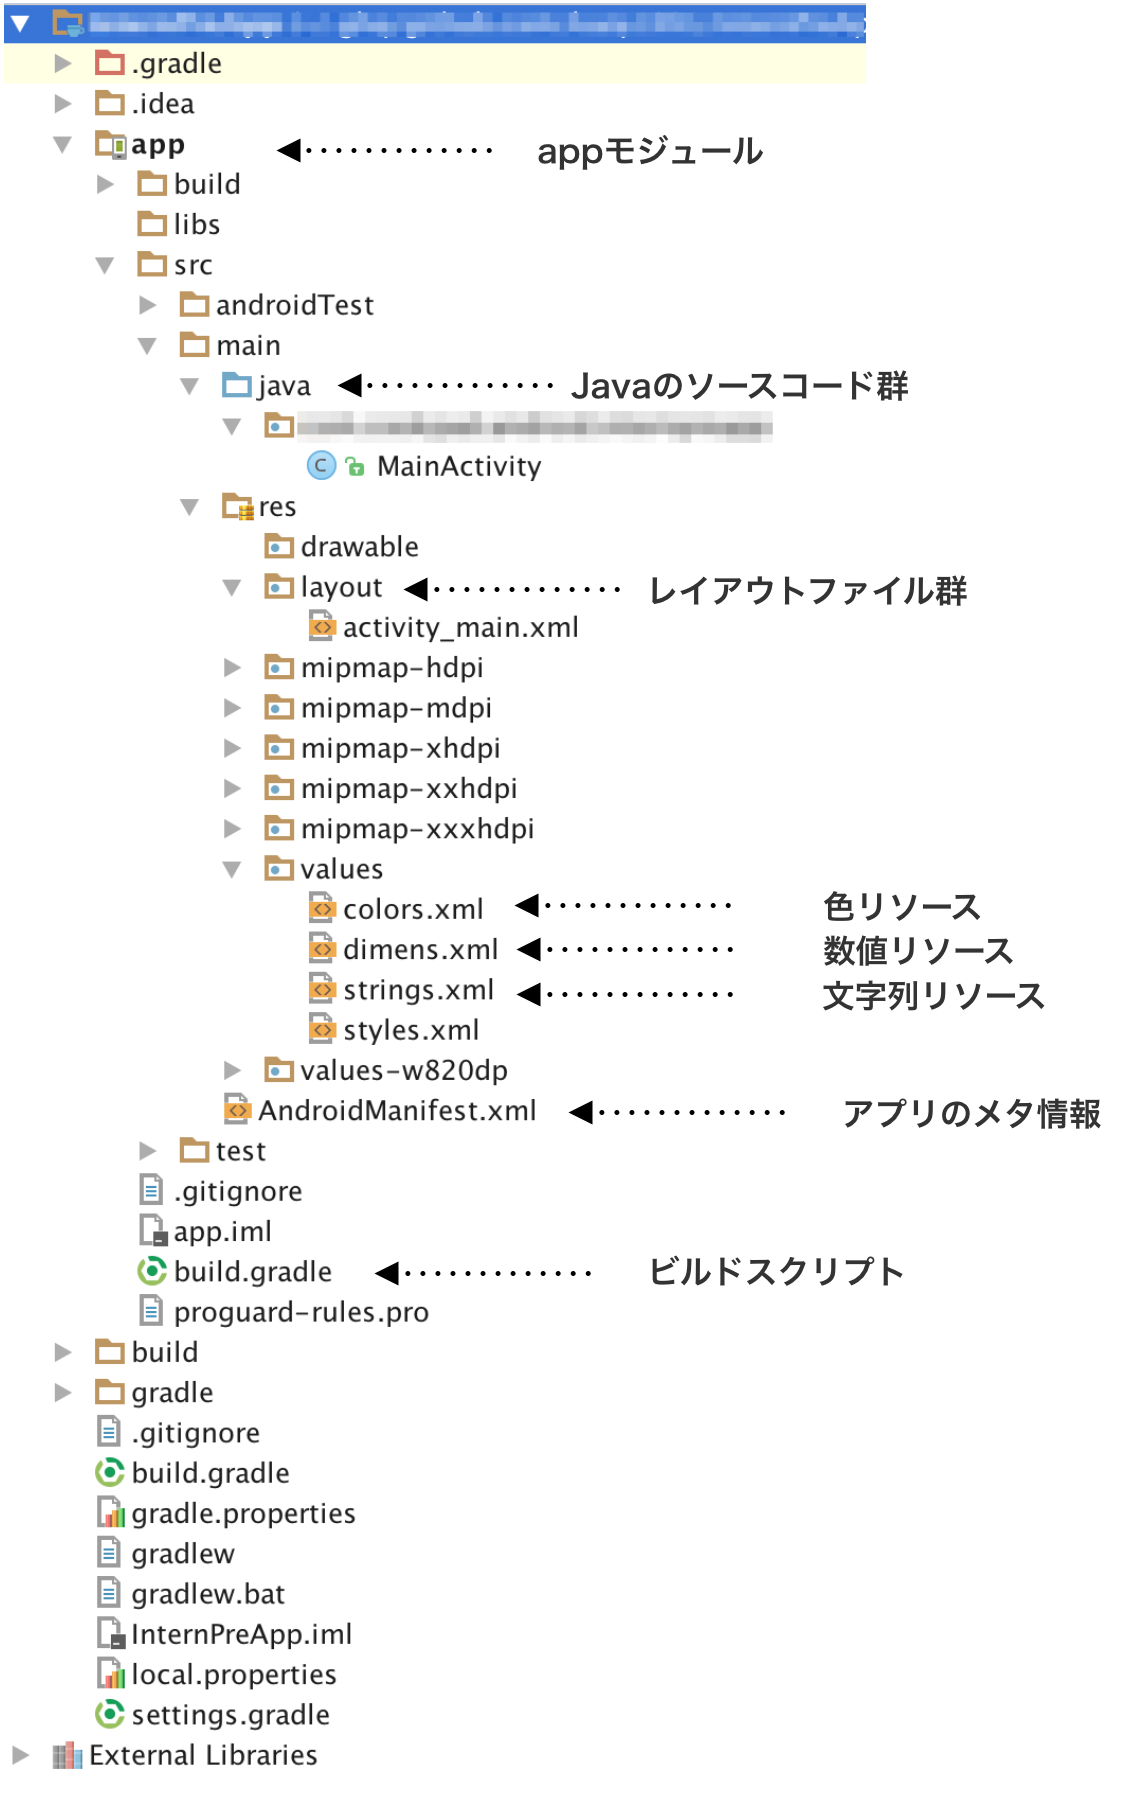 .gradle
.idea
app appモジュール
build
libs
src
androidTest
main
java Javaのソースコード群
MainActivity
res
drawable
layout レイアウトファイル群
activity_main.xml
mipmap-hdpi
mipmap-mdpi
mipmap-xhdpi
mipmap-xxhdpi
mipmap-xxxhdpi
values
colors.xml 色リソース
dimens.xml 数値リソース
strings.xml 文字列リソース
styles.xml
values-w820dp
AndroidManifest.xml アプリのメタ情報
test
.gitignore
app.iml
build.gradle ビルドスクリプト
proguard-rules.pro
build
gradle
.gitignore
build.gradle
gradle.properties
gradlew
gradlew.bat
InternPreApp.iml
local.properties
settings.gradle
External Libraries